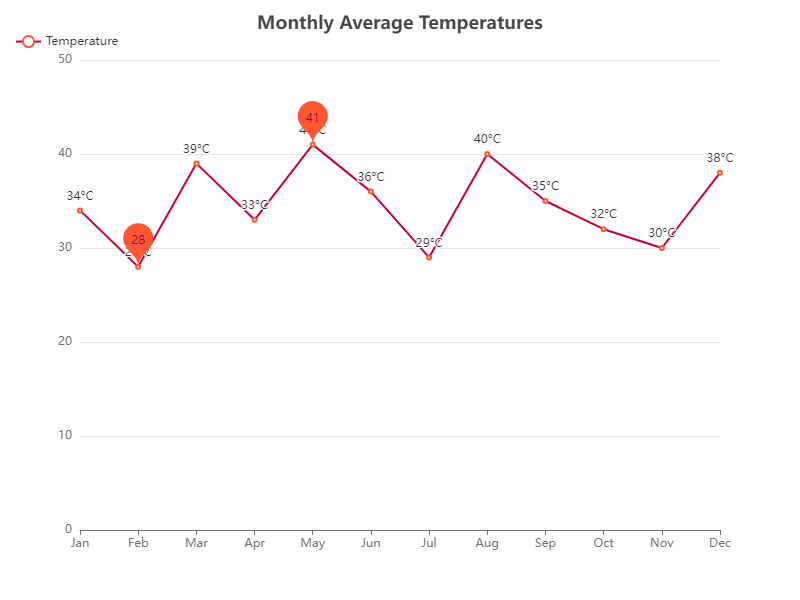 Monthly Average Temperatures
Temperature
50
40
30
20
10
0
34°C
28
39°C
33°C
41
36°C
29°C
40°C
35°C
32°C
30°C
38°C
Jan Feb Mar Apr May Jun Jul Aug Sep Oct Nov Dec